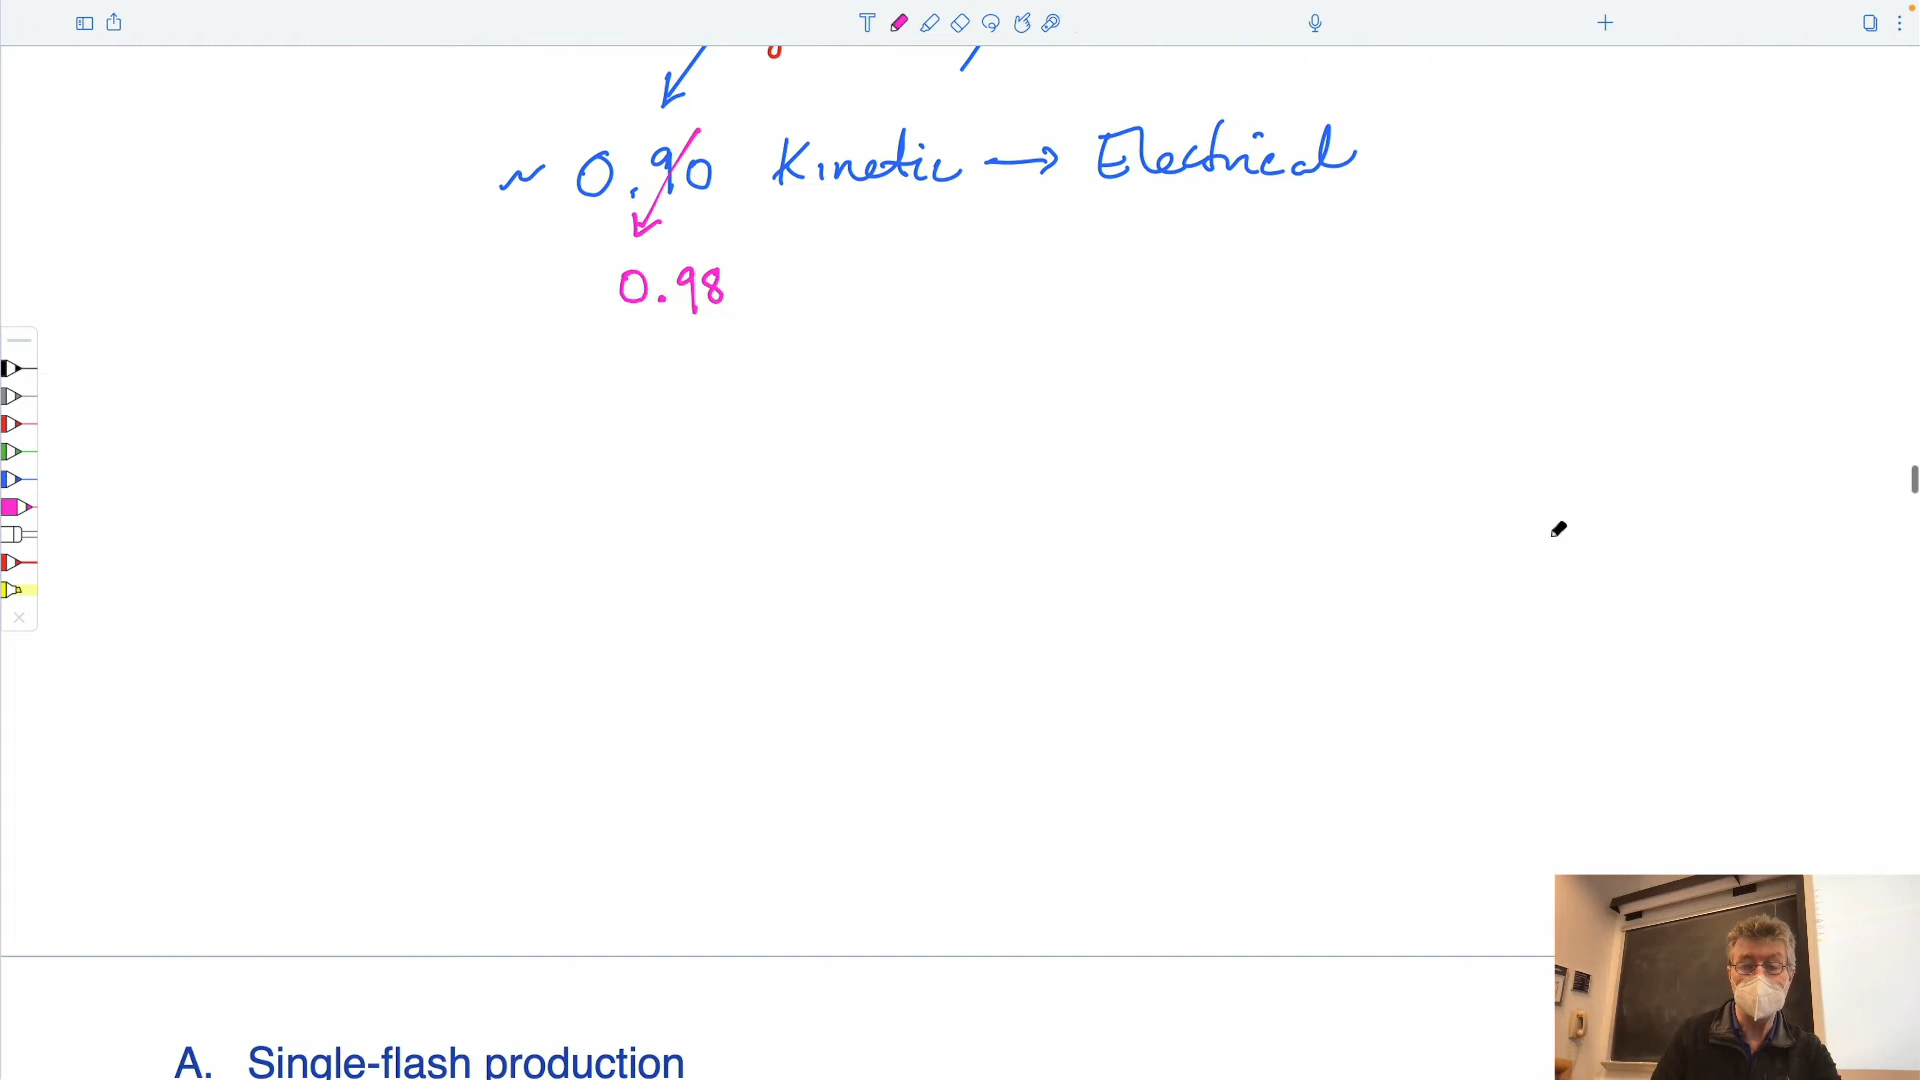 ~ 0.90 Kinetic → Electrical
0.98
A. Single-flash production